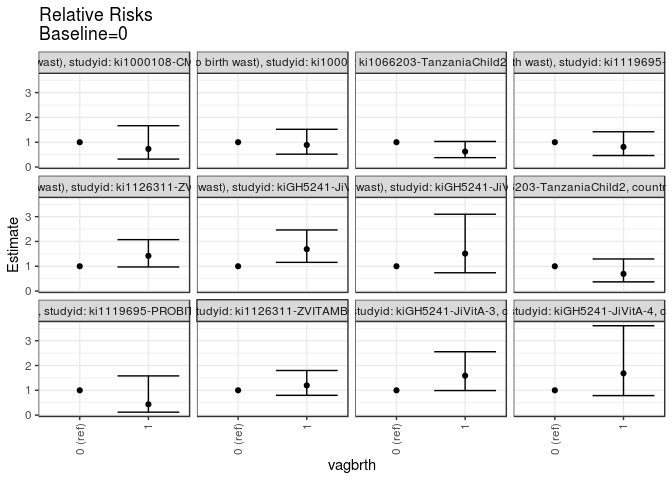 Relative Risks
Baseline=0
wast), studyid: ki1000108-CM
o birth wast), studyid: ki1000
ki1066203-TanzaniaChild2
th wast), studyid: ki1119695-
3
2
1
0
wast), studyid: ki1126311-ZV
wast), studyid: kiGH5241-JiV
wast), studyid: kiGH5241-JiV
203-TanzaniaChild2, countr
3
2
1
0
Estimate
, studyid: ki1119695-PROBIT
tudyid: ki1126311-ZVITAMB
studyid: kiGH5241-JiVitA-3, c
studyid: kiGH5241-JiVitA-4, c
3
2
1
0
0 (ref)
1
0 (ref)
1
0 (ref)
1
0 (ref)
1
vagbrth